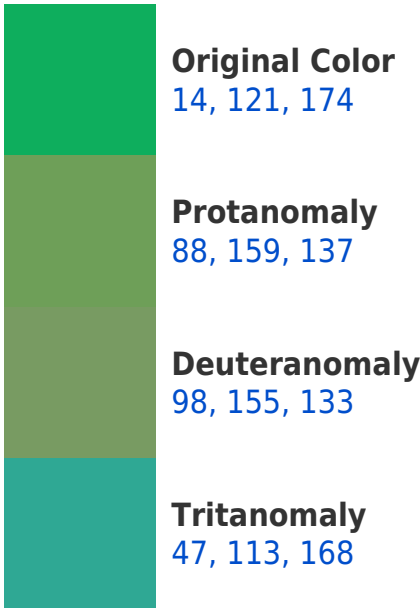 Original Color
14, 121, 174
Protanomaly
88, 159, 137
Deuteranomaly
98, 155, 133
Tritanomaly
47, 113, 168